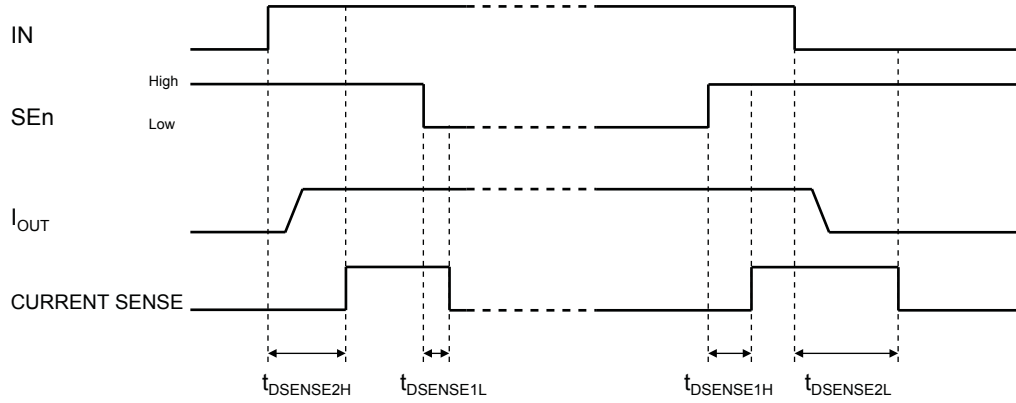 IN
High
SEn
Low
IOUT
CURRENT SENSE
tDSENSE2H
tDSENSE1L
tDSENSE1H
tDSENSE2L